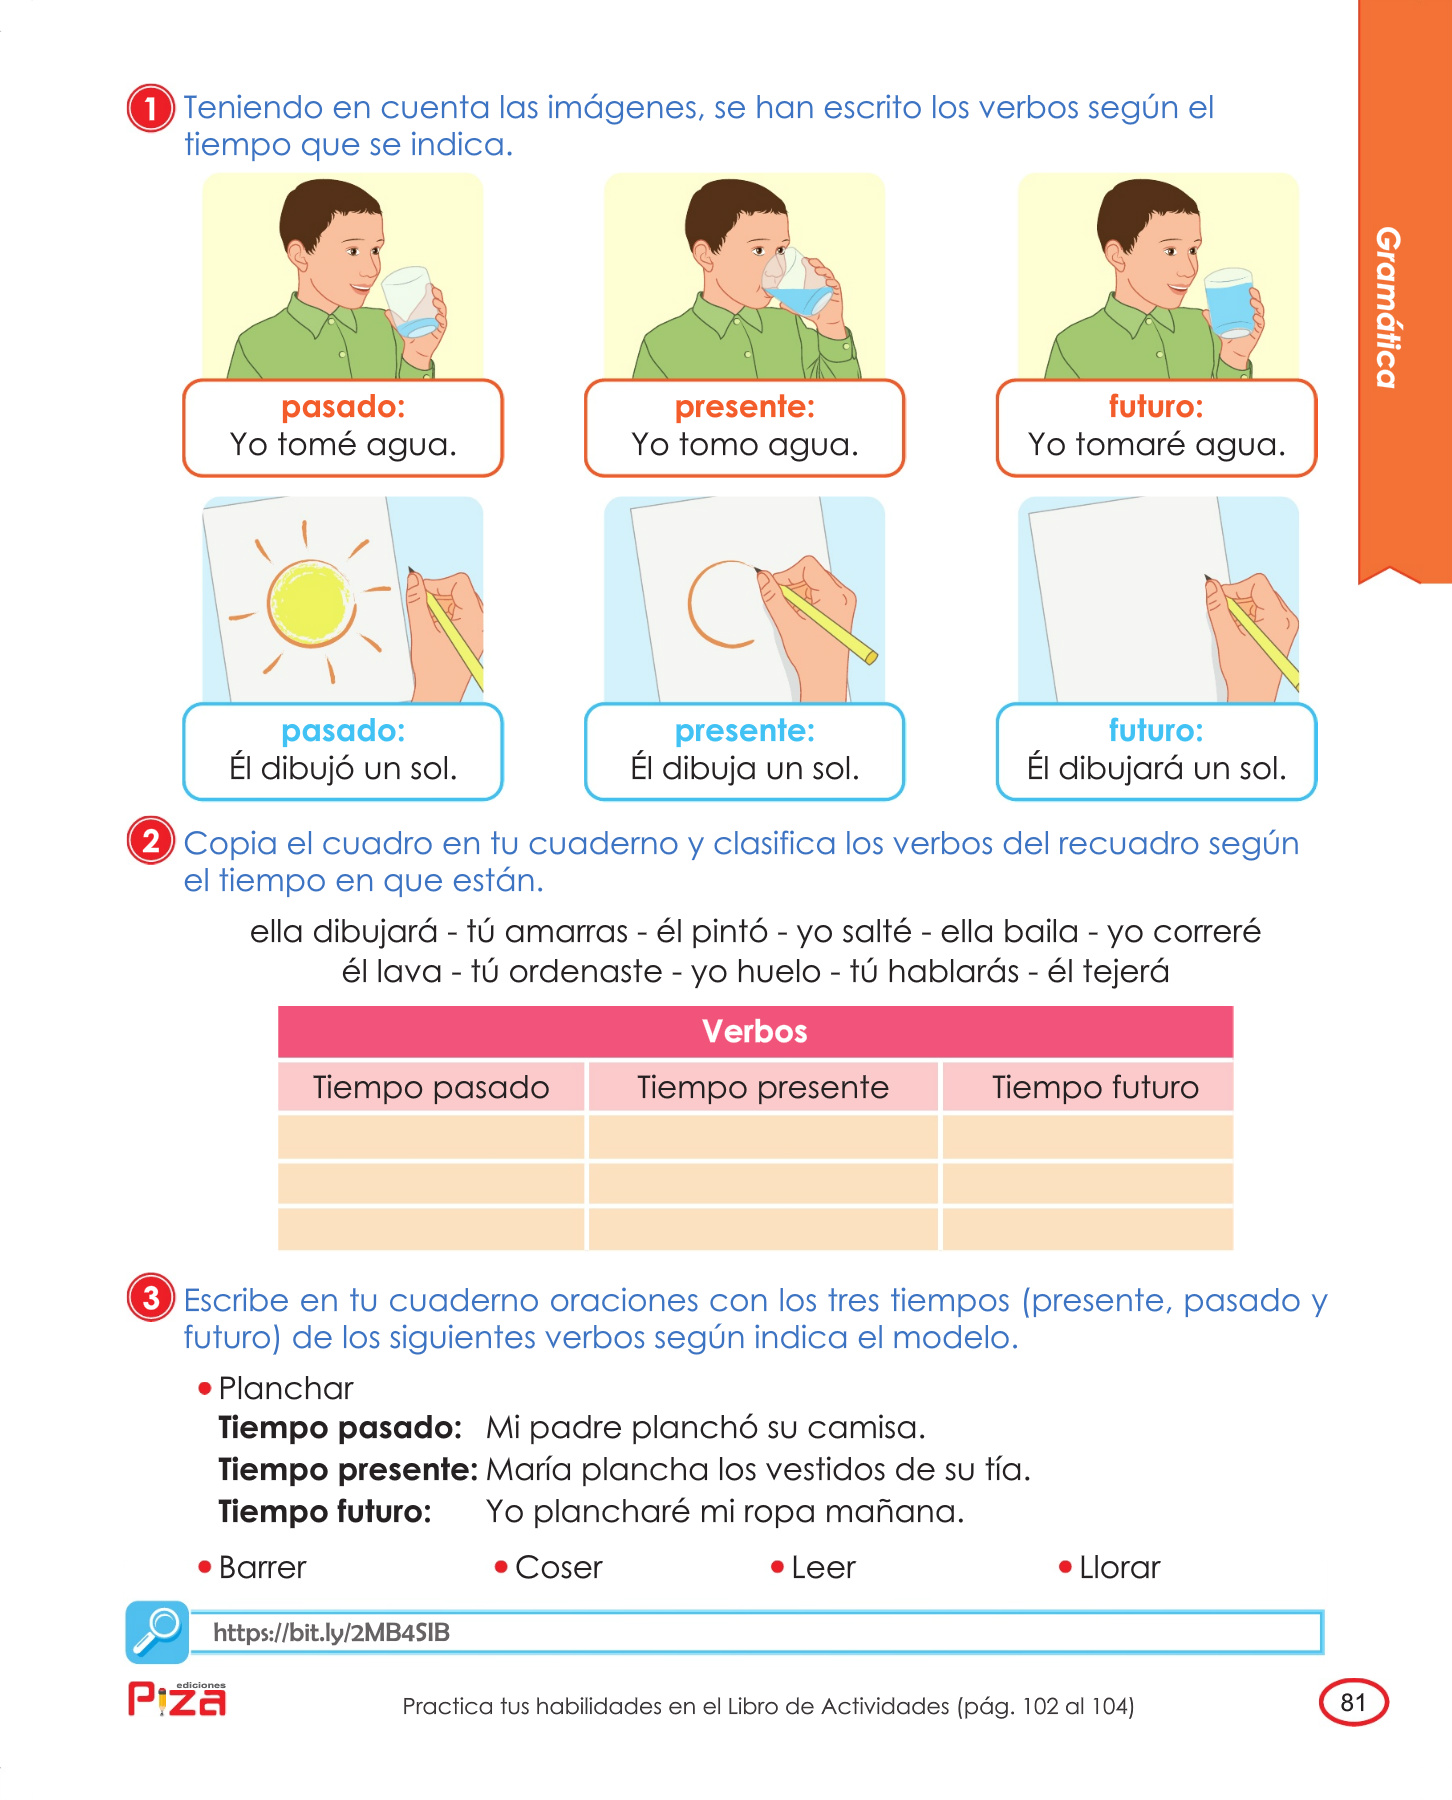 1 Teniendo en cuenta las imágenes, se han escrito los verbos según el
tiempo que se indica.
pasado:
Yo tomé agua.
presente:
Yo tomo agua.
futuro:
Yo tomaré agua.
pasado:
Él dibujó un sol.
presente:
Él dibuja un sol.
futuro:
Él dibujará un sol.
Gramática
2 Copia el cuadro en tu cuaderno y clasifica los verbos del recuadro según
el tiempo en que están.
ella dibujará - tú amarras - él pintó - yo salté - ella baila - yo correré
él lava - tú ordenaste - yo huelo - tú hablarás - él tejerá
Verbos
Tiempo pasado Tiempo presente Tiempo futuro
3 Escribe en tu cuaderno oraciones con los tres tiempos (presente, pasado y
futuro) de los siguientes verbos según indica el modelo.
• Planchar
Tiempo pasado: Mi padre planchó su camisa.
Tiempo presente: María plancha los vestidos de su tía.
Tiempo futuro: Yo plancharé mi ropa mañana.
• Barrer • Coser • Leer • Llorar
https://bit.ly/2MB4SIB
ediciones
Piza
Practica tus habilidades en el Libro de Actividades (pág. 102 al 104)
81